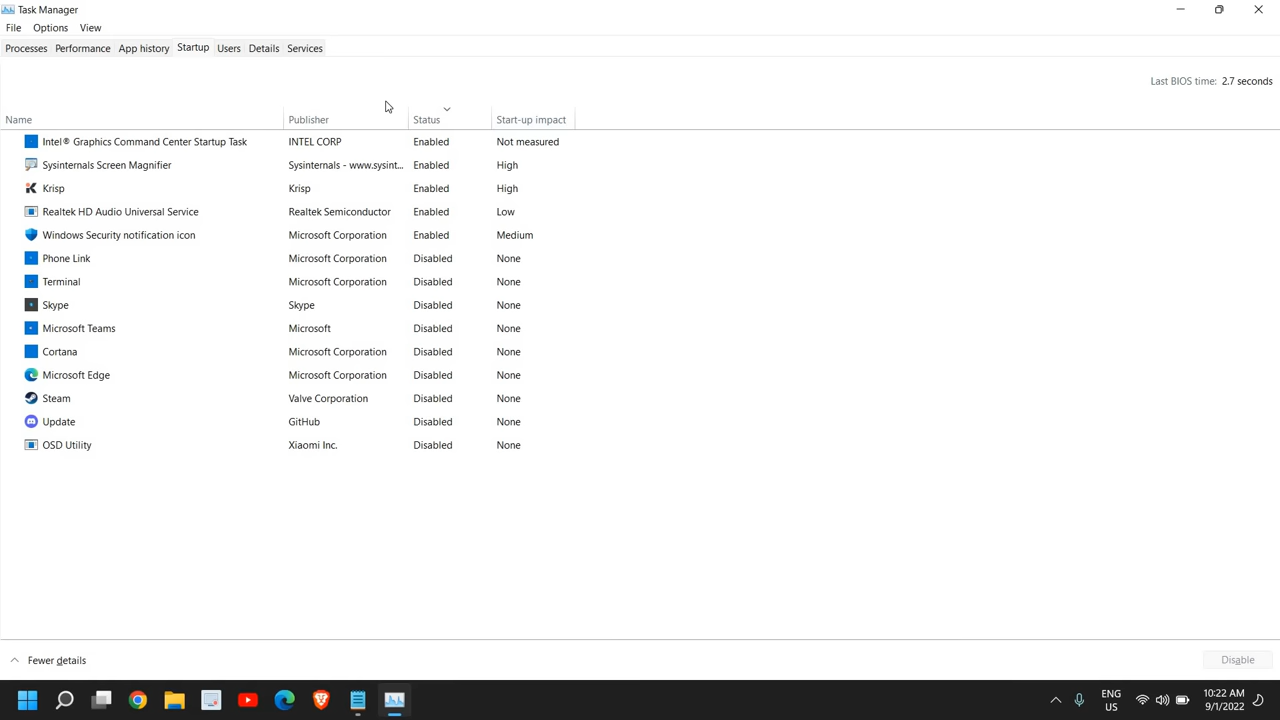 Task Manager
File Options View
Processes Performance App history Startup Users Details Services
Last BIOS time: 2.7 seconds
Name Publisher Status Start-up impact
Intel® Graphics Command Center Startup Task INTEL CORP Enabled Not measured
Sysinternals Screen Magnifier Sysinternals - www.sysint... Enabled High
Krisp Krisp Enabled High
Realtek HD Audio Universal Service Realtek Semiconductor Enabled Low
Windows Security notification icon Microsoft Corporation Enabled Medium
Phone Link Microsoft Corporation Disabled None
Terminal Microsoft Corporation Disabled None
Skype Skype Disabled None
Microsoft Teams Microsoft Disabled None
Cortana Microsoft Corporation Disabled None
Microsoft Edge Microsoft Corporation Disabled None
Steam Valve Corporation Disabled None
Update GitHub Disabled None
OSD Utility Xiaomi Inc. Disabled None
Fewer details Disable
ENG 10:22 AM
US 9/1/2022